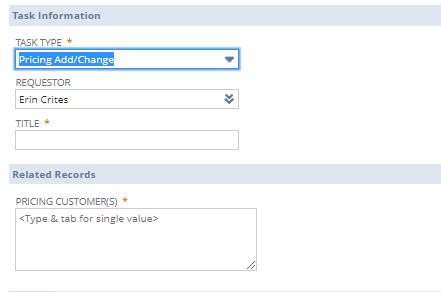 Task Information
TASK TYPE *
Pricing Add/Change
REQUESTOR
Erin Crites
TITLE *
Related Records
PRICING CUSTOMER(S) *
<Type & tab for single value>